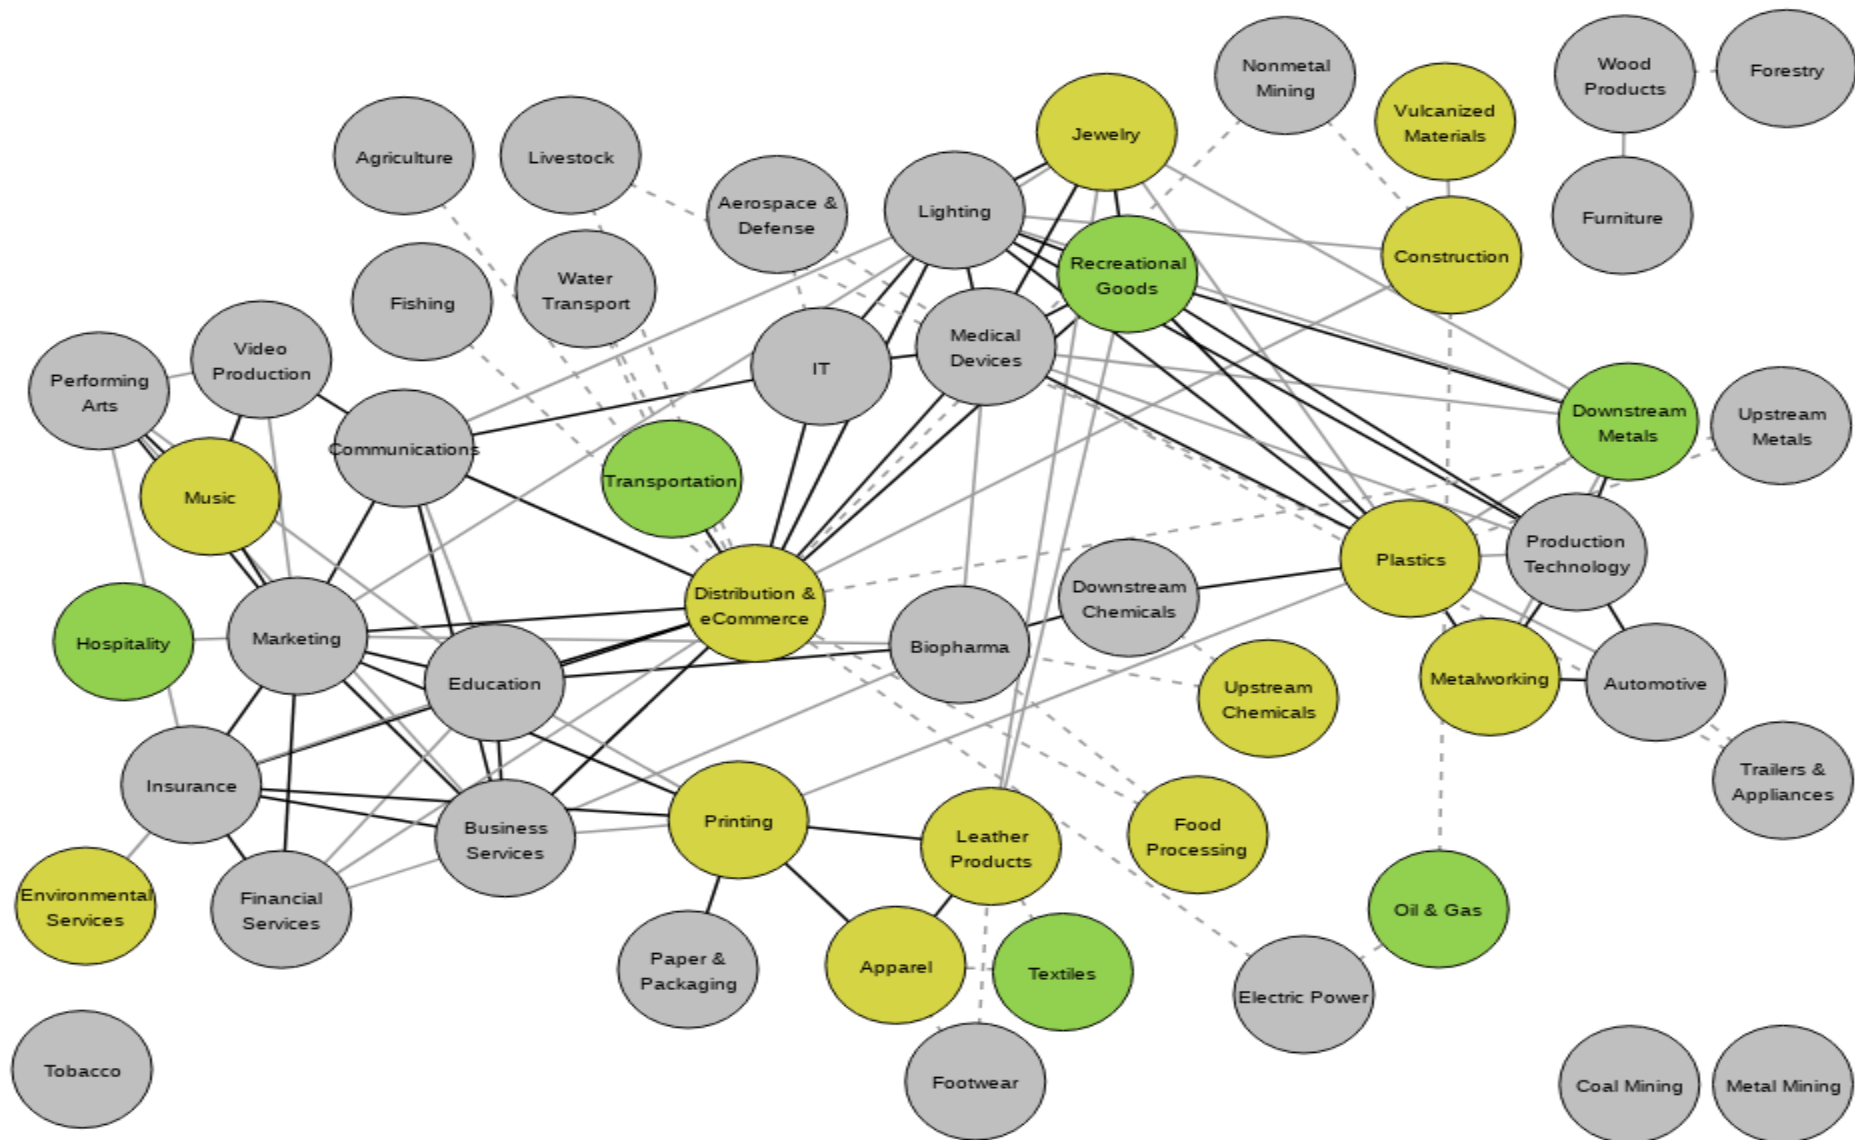 Wood
Products
Forestry
Nonmetal
Mining
Vulcanized
Materials
Jewelry
Agriculture
Livestock
Aerospace &
Defense
Lighting
Furniture
Construction
Recreational
Goods
Water
Transport
Fishing
Medical
Devices
IT
Video
Production
Performing
Arts
Communications
Downstream
Metals
Upstream
Metals
Transportation
Music
Production
Technology
Plastics
Downstream
Chemicals
Distribution &
eCommerce
Biopharma
Hospitality
Marketing
Education
Metalworking
Automotive
Upstream
Chemicals
Trailers &
Appliances
Insurance
Printing
Business
Services
Leather
Products
Food
Processing
Environmental
Services
Financial
Services
Oil & Gas
Paper &
Packaging
Apparel
Textiles
Electric Power
Tobacco
Footwear
Coal Mining
Metal Mining